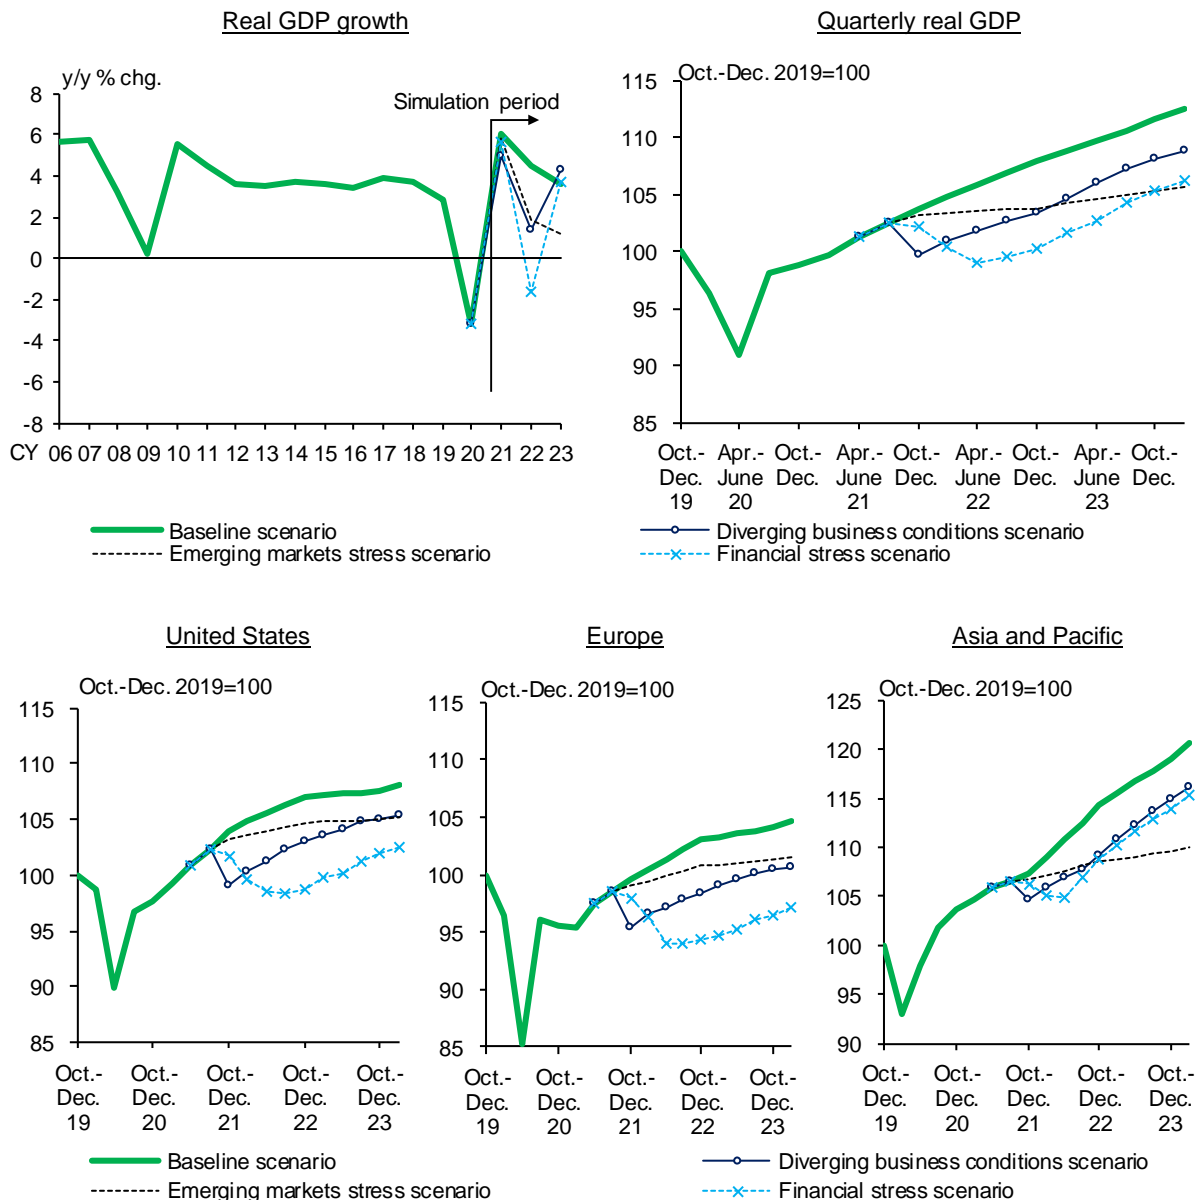 Real GDP growth
y/y % chg.
Simulation period
8
6
4
2
0
-2
-4
-6
-8
CY 06 07 08 09 10 11 12 13 14 15 16 17 18 19 20 21 22 23
Quarterly real GDP
Oct.-Dec. 2019=100
115
110
105
100
95
90
85
Oct.- Apr.- Oct.- Apr.- Oct.- Apr.- Oct.- Apr.- Oct.-
Dec. June Dec. June Dec. June Dec. June Dec.
19 20 21 22 23
Baseline scenario
Emerging markets stress scenario
Diverging business conditions scenario
Financial stress scenario
United States
Oct.-Dec. 2019=100
115
110
105
100
95
90
85
Oct.- Oct.- Oct.- Oct.- Oct.-
Dec. Dec. Dec. Dec. Dec.
19 20 21 22 23
Europe
Oct.-Dec. 2019=100
115
110
105
100
95
90
85
Oct.- Oct.- Oct.- Oct.- Oct.-
Dec. Dec. Dec. Dec. Dec.
19 20 21 22 23
Asia and Pacific
Oct.-Dec. 2019=100
125
120
115
110
105
100
95
90
Oct.- Oct.- Oct.- Oct.- Oct.-
Dec. Dec. Dec. Dec. Dec.
19 20 21 22 23
Baseline scenario
Emerging markets stress scenario
Diverging business conditions scenario
Financial stress scenario